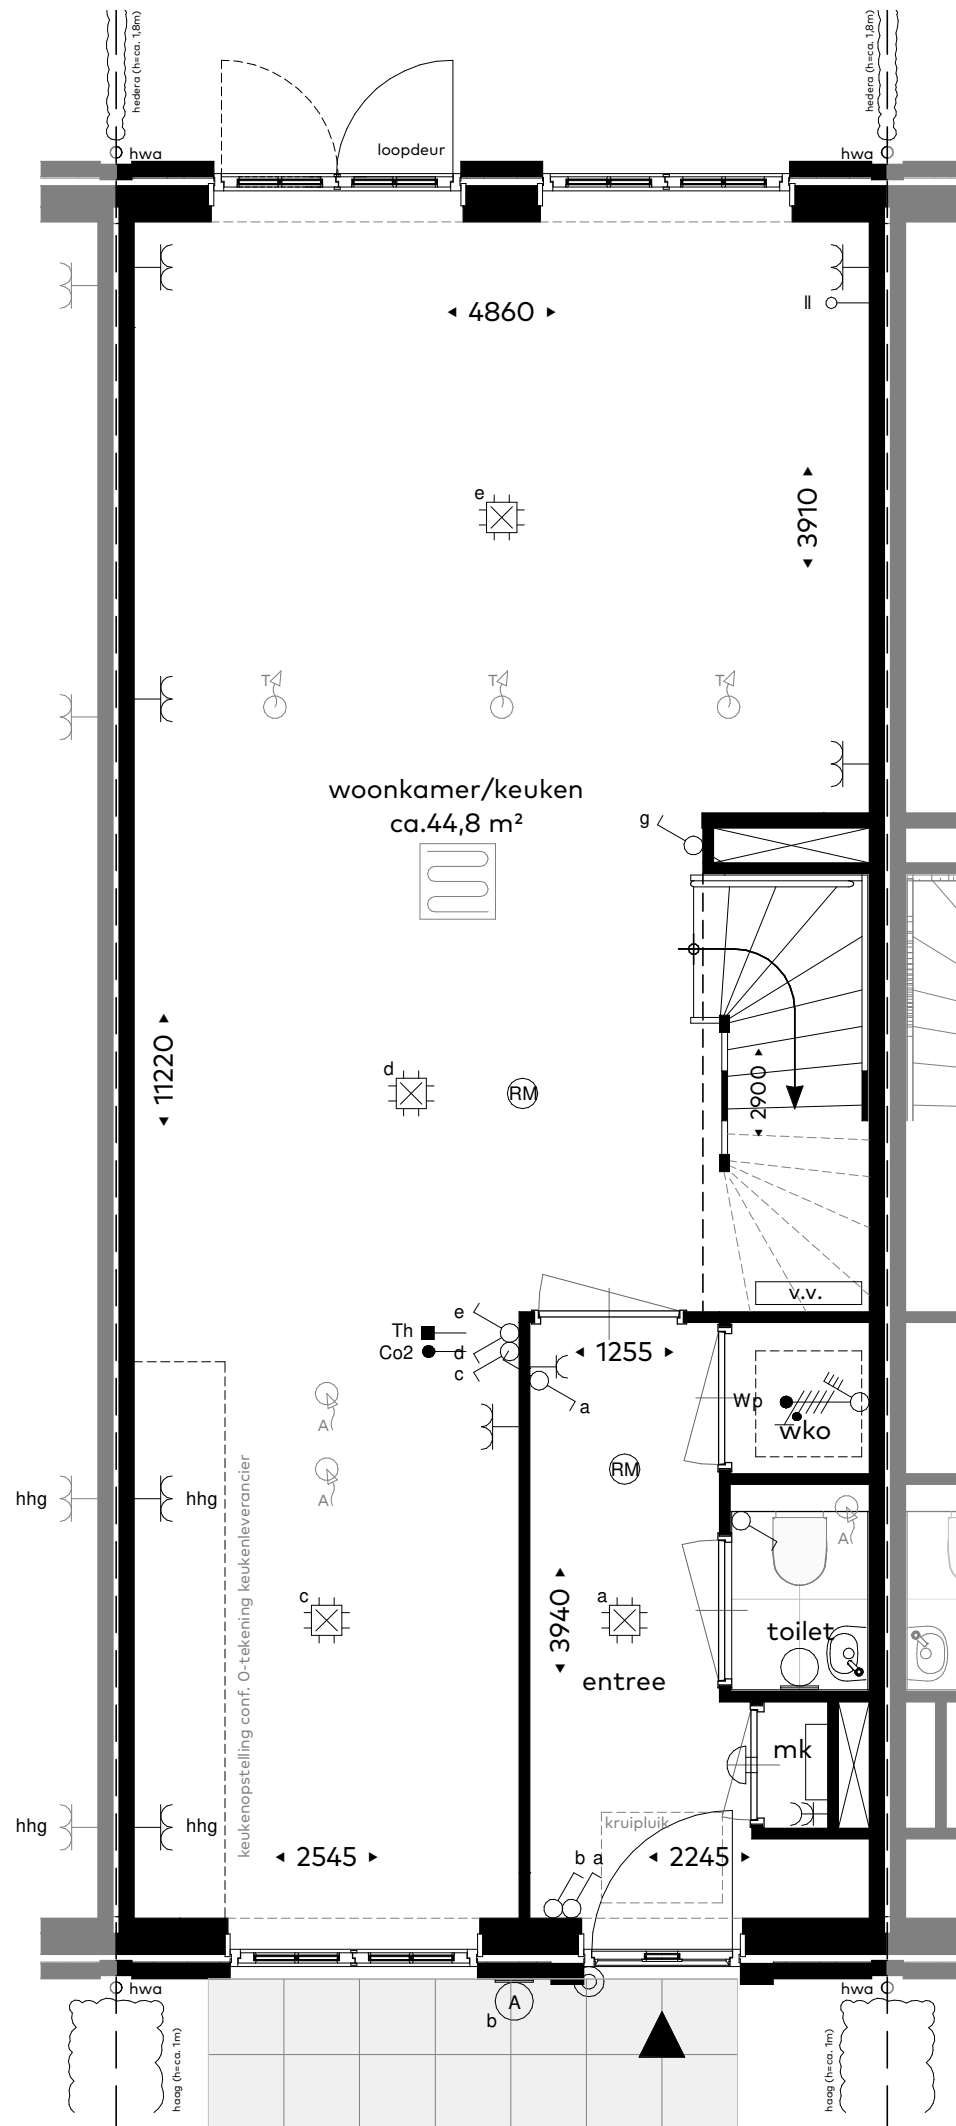 hedera (h=ca. 1,8m)
hedera (h=ca. 1,8m)
loopdeur
hwa
hwa
4860
II
e
3910
T
T
T
woonkamer/keuken
ca.44,8 m²
g
11220
d
RM
2900
v.v.
e
Th
d
Co2
c
1255
a
Wp
wko
A
RM
hhg
hhg
A
A
keukenopstelling conf. 0-tekening keukenleverancier
c
a
3940
toilet
entree
mk
kruipluik
hhg
hhg
2545
b
a
2245
hwa
hwa
A
b
haag (h=ca. 1m)
haag (h=ca. 1m)